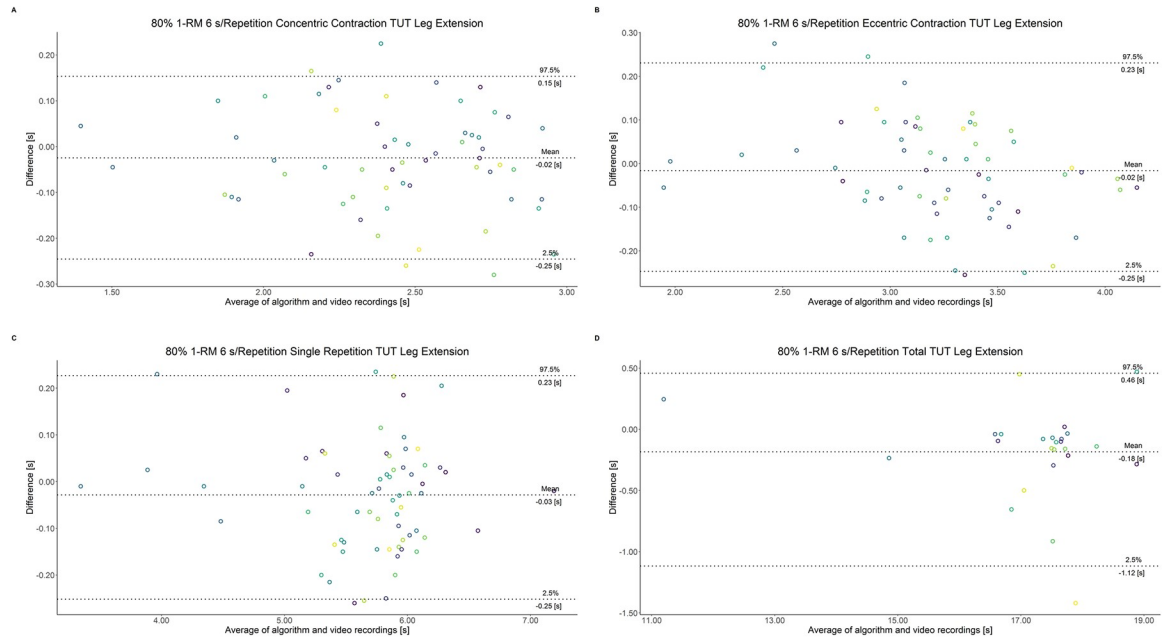 A
80% 1-RM 6 s/Repetition Concentric Contraction TUT Leg Extension
0.20
0.10
0.00
-0.10
-0.20
-0.30
Difference [s]
97.5%
0.15 [s]
Mean
-0.02 [s]
2.5%
-0.25 [s]
1.50
2.00
2.50
3.00
Average of algorithm and video recordings [s]
B
80% 1-RM 6 s/Repetition Eccentric Contraction TUT Leg Extension
0.30
0.20
0.10
0.00
-0.10
-0.20
Difference [s]
97.5%
0.23 [s]
Mean
-0.02 [s]
2.5%
-0.25 [s]
2.00
2.50
3.00
3.50
4.00
Average of algorithm and video recordings [s]
C
80% 1-RM 6 s/Repetition Single Repetition TUT Leg Extension
0.20
0.10
0.00
-0.10
-0.20
Difference [s]
97.5%
0.23 [s]
Mean
-0.03 [s]
2.5%
-0.25 [s]
4.00
5.00
6.00
7.00
Average of algorithm and video recordings [s]
D
80% 1-RM 6 s/Repetition Total TUT Leg Extension
0.50
0.00
-0.50
-1.00
-1.50
Difference [s]
97.5%
0.46 [s]
Mean
-0.18 [s]
2.5%
-1.12 [s]
11.00
15.00
17.00
19.00
Average of algorithm and video recordings [s]